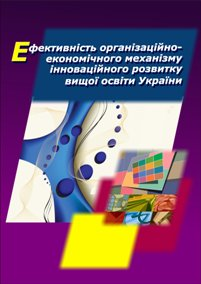 Ефективність організаційно-
економічного механізму
інноваційного розвитку
вищої освіти України